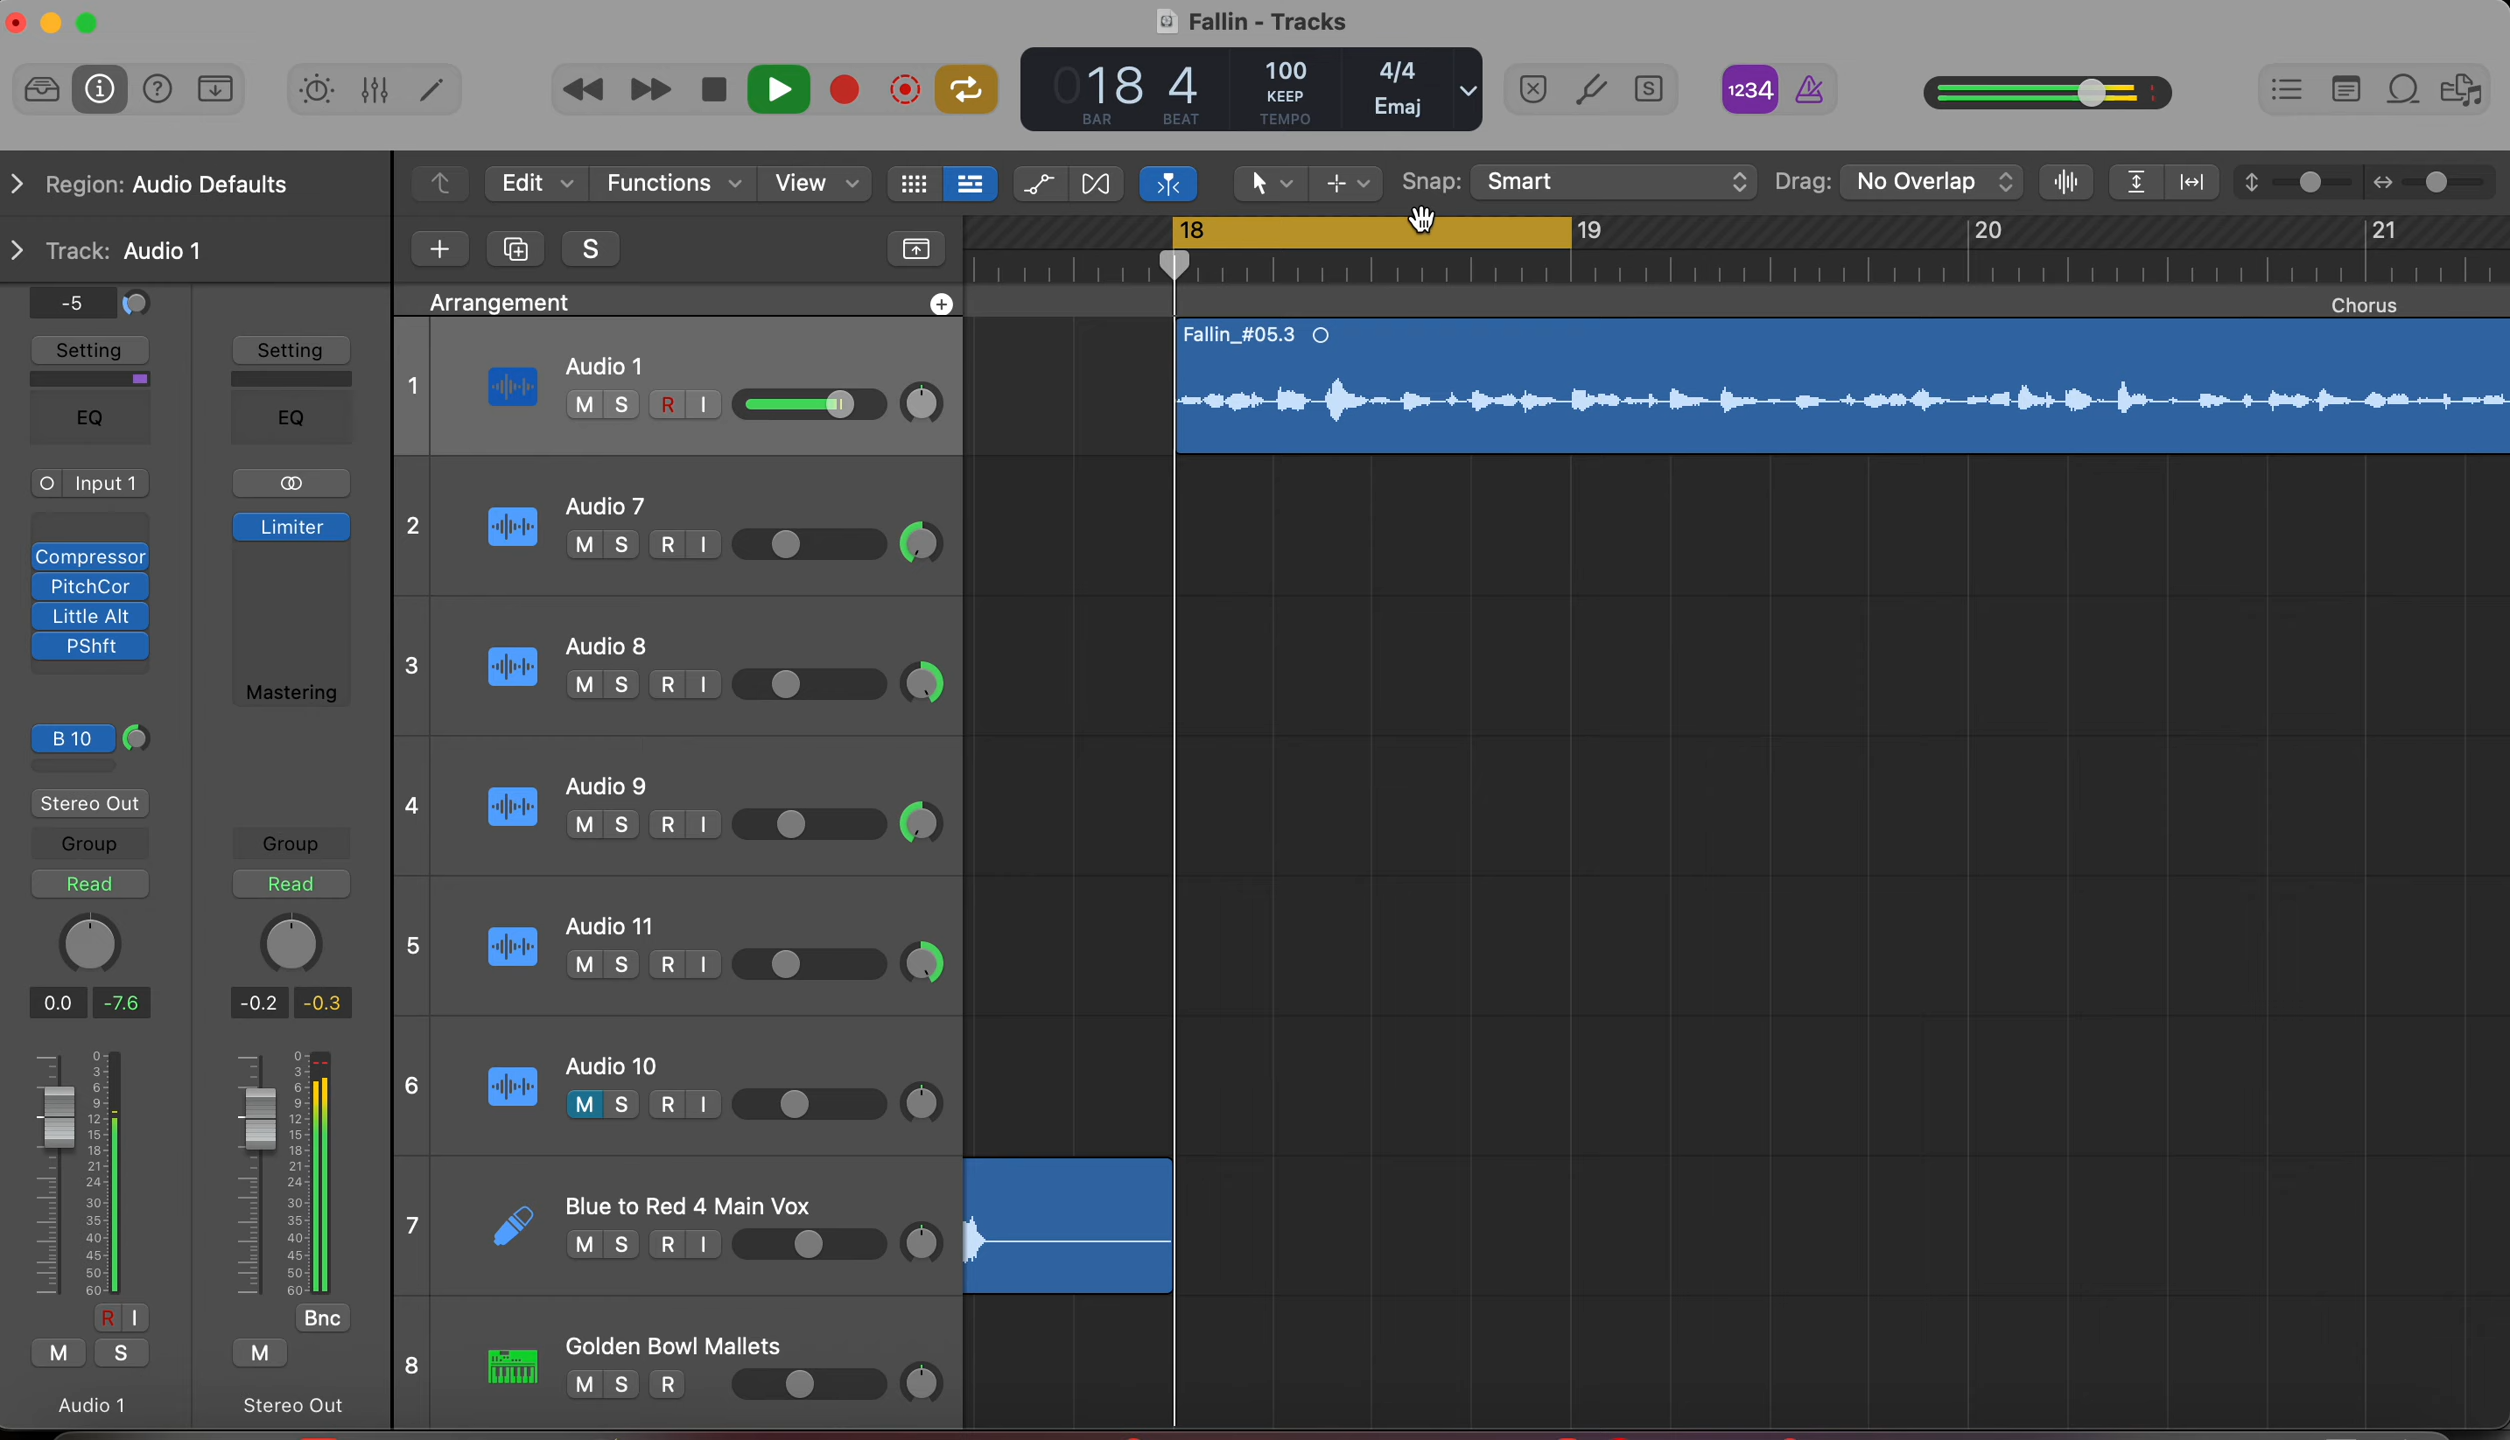 Fallin - Tracks
018 4
BAR BEAT
100
KEEP
TEMPO
4/4
Emaj
S
1234
Region: Audio Defaults
Edit Functions View Snap: Smart Drag: No Overlap
Track: Audio 1
S
18 19 20 21
-5
Arrangement
Chorus
Setting Setting
EQ EQ
Input 1
Limiter
Compressor
PitchCor
Little Alt
PShft
Mastering
B 10
Stereo Out
Group Group
Read Read
0.0 -7.6 -0.2 -0.3
0 0
3 3
6 6
9 9
12 12
15 15
18 18
21 21
24 24
30 30
35 35
40 40
45 45
50 50
60 60
R I Bnc
M S M
Audio 1 Stereo Out
1 Audio 1
M S R I
Fallin_#05.3
2 Audio 7
M S R I
3 Audio 8
M S R I
4 Audio 9
M S R I
5 Audio 11
M S R I
6 Audio 10
M S R I
7 Blue to Red 4 Main Vox
M S R I
8 Golden Bowl Mallets
M S R